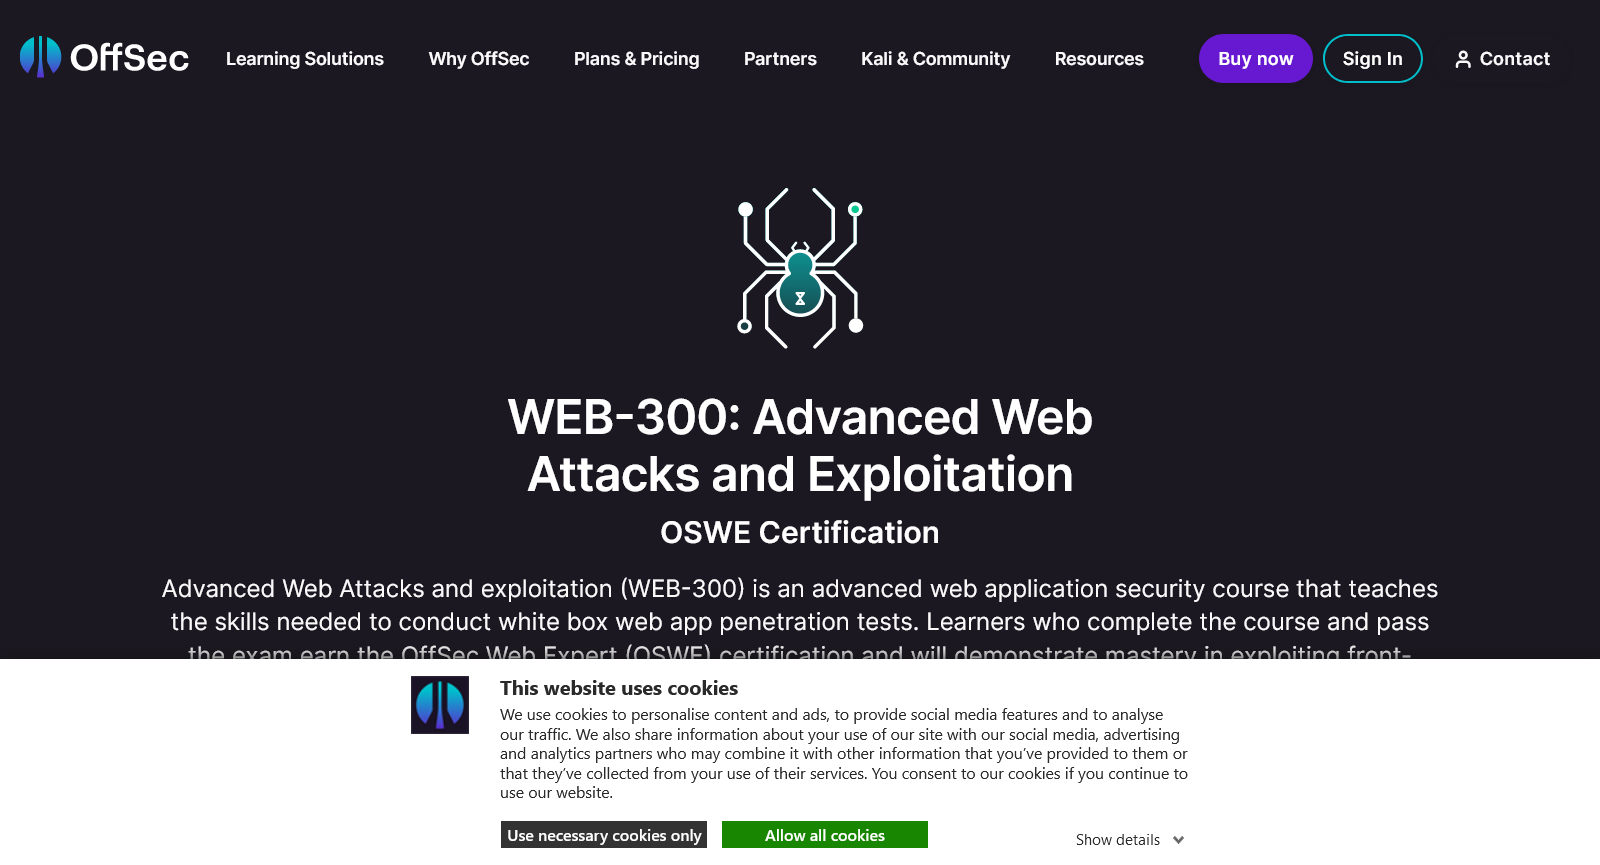 OffSec
Learning Solutions
Why OffSec
Plans & Pricing
Partners
Kali & Community
Resources
Buy now
Sign In
Contact
WEB-300: Advanced Web
Attacks and Exploitation
OSWE Certification
Advanced Web Attacks and exploitation (WEB-300) is an advanced web application security course that teaches
the skills needed to conduct white box web app penetration tests. Learners who complete the course and pass
the exam earn the OffSec Web Expert (OSWE) certification and will demonstrate mastery in exploiting front-
This website uses cookies
We use cookies to personalise content and ads, to provide social media features and to analyse
our traffic. We also share information about your use of our site with our social media, advertising
and analytics partners who may combine it with other information that you’ve provided to them or
that they’ve collected from your use of their services. You consent to our cookies if you continue to
use our website.
Use necessary cookies only
Allow all cookies
Show details